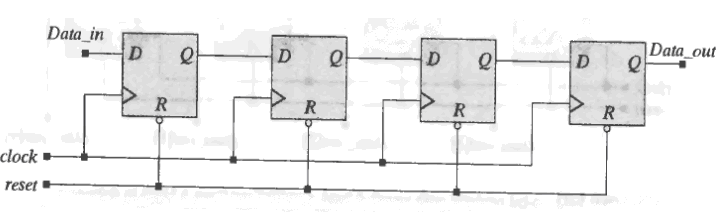 Data_in
D Q D Q D Q D Q Data_out
R R R R
clock
reset